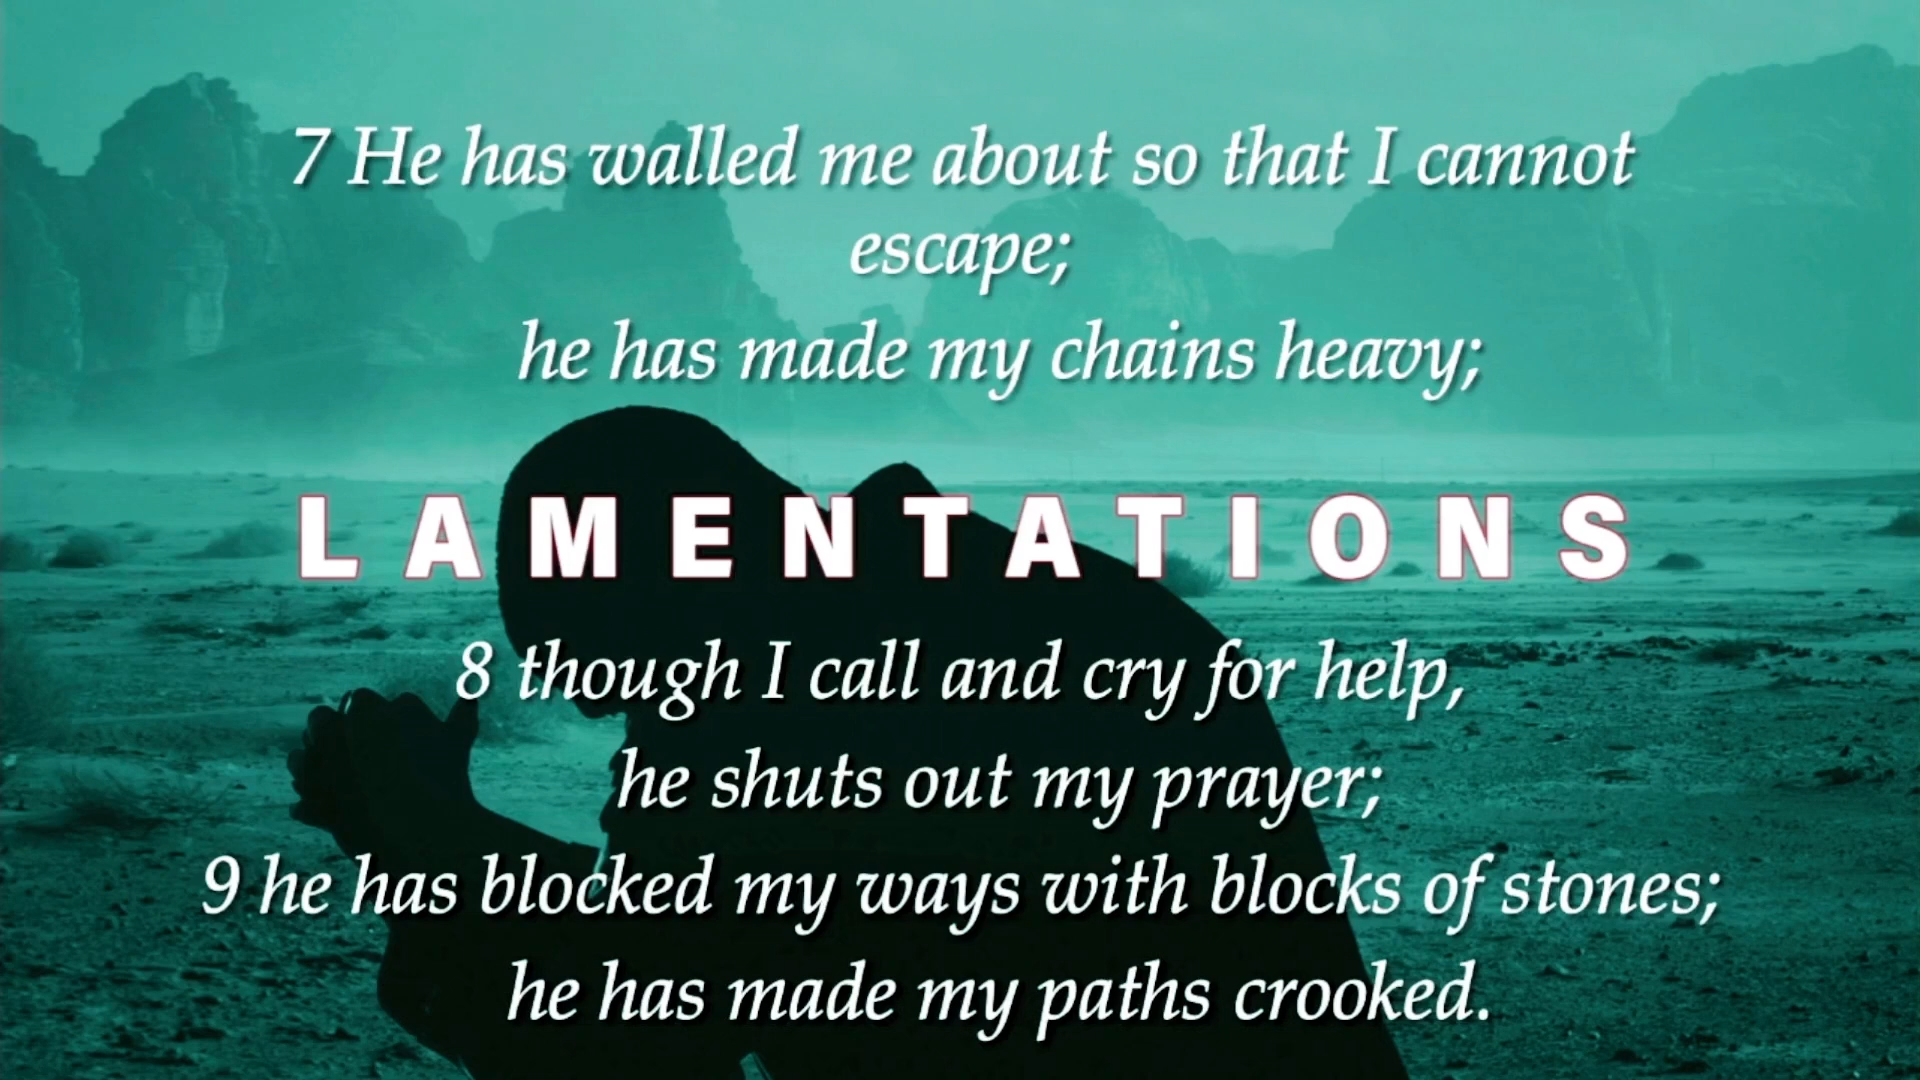 7 He has walled me about so that I cannot
escape;
he has made my chains heavy;
LAMENTATIONS
8 though I call and cry for help,
he shuts out my prayer;
9 he has blocked my ways with blocks of stones;
he has made my paths crooked.